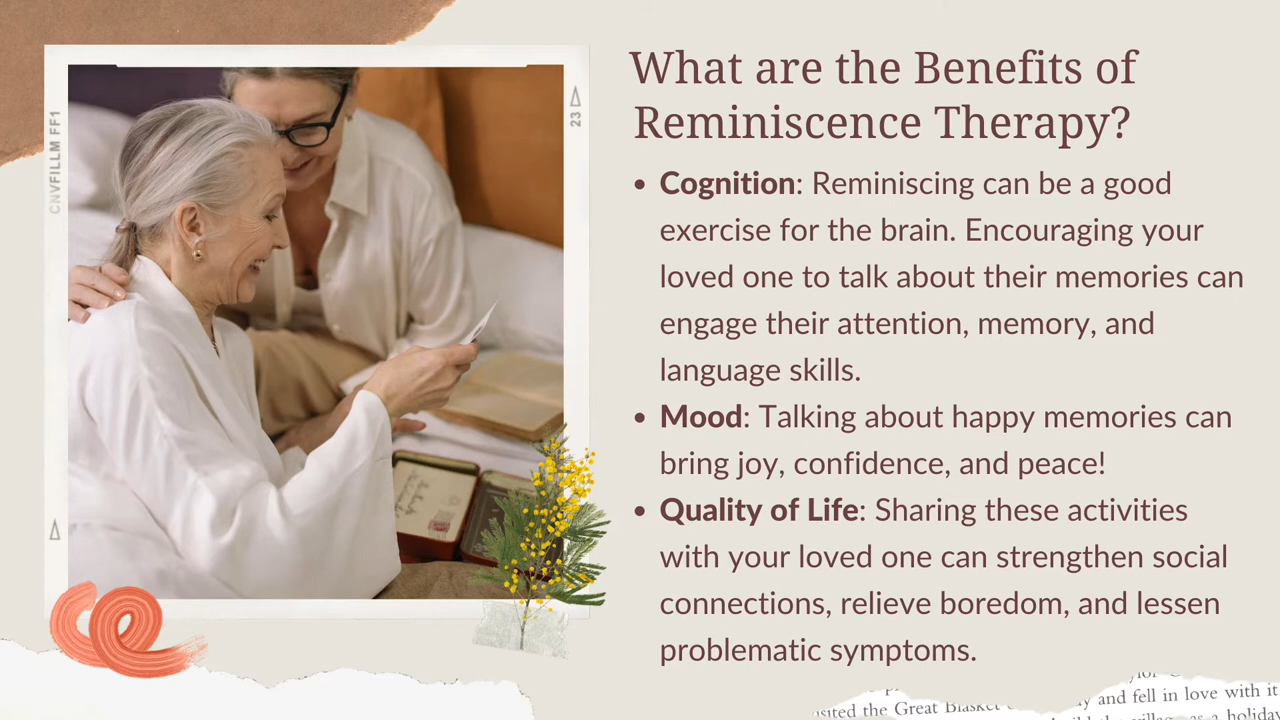 CNVFILLM FF1
23
What are the Benefits of
Reminiscence Therapy?
• Cognition: Reminiscing can be a good
exercise for the brain. Encouraging your
loved one to talk about their memories can
engage their attention, memory, and
language skills.
• Mood: Talking about happy memories can
bring joy, confidence, and peace!
• Quality of Life: Sharing these activities
with your loved one can strengthen social
connections, relieve boredom, and lessen
problematic symptoms.
and fell in love with it
the Great Blasket
holiday